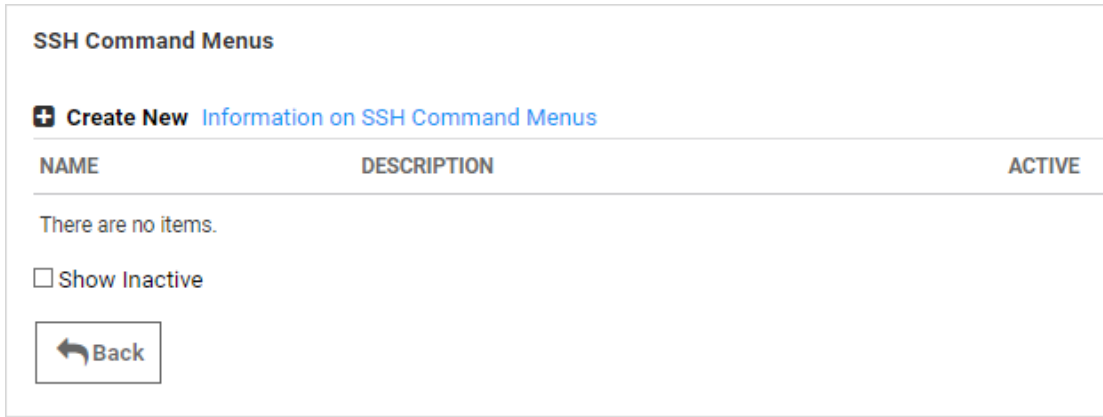 SSH Command Menus
Create New Information on SSH Command Menus
NAME DESCRIPTION ACTIVE
There are no items.
Show Inactive
Back